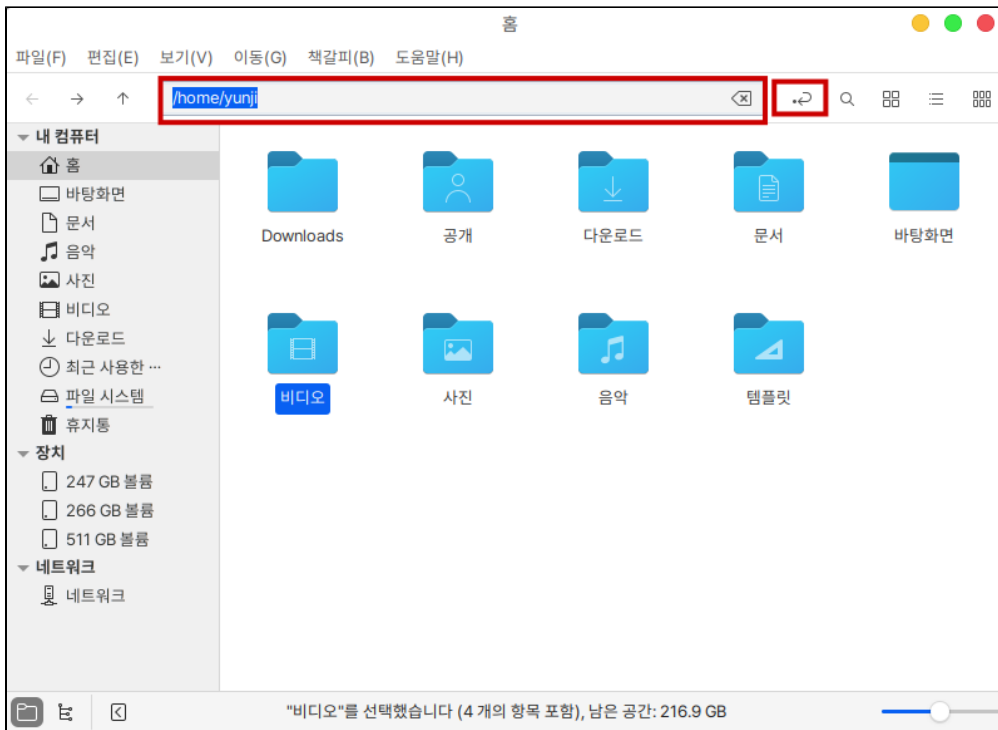 홈
파일(F) 편집(E) 보기(V) 이동(G) 책갈피(B) 도움말(H)
/home/yunji
내 컴퓨터
홈
바탕화면
문서
음악
사진
비디오
다운로드
최근 사용한 ···
파일 시스템
휴지통
장치
247 GB 볼륨
266 GB 볼륨
511 GB 볼륨
네트워크
네트워크
Downloads 공개 다운로드 문서 바탕화면
비디오 사진 음악 템플릿
"비디오"를 선택했습니다 (4 개의 항목 포함), 남은 공간: 216.9 GB